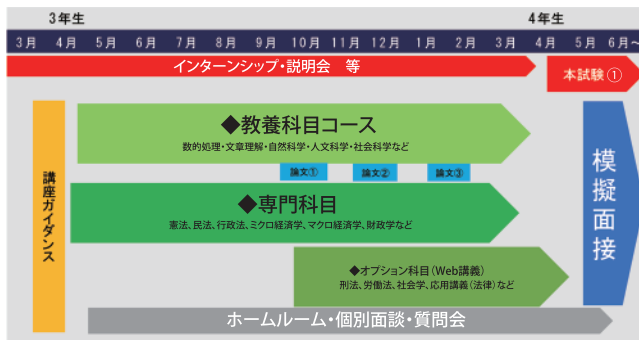 3年生 4年生
3月 4月 5月 6月 7月 8月 9月 10月 11月 12月 1月 2月 3月 4月 5月 6月~
インターンシップ・説明会 等
本試験①
講座ガイダンス
◆教養科目コース
数的処理・文章理解・自然科学・人文科学・社会科学など
論文① 論文② 論文③
◆専門科目
憲法、民法、行政法、ミクロ経済学、マクロ経済学、財政学など
◆オプション科目(Web講義)
刑法、労働法、社会学、応用講義(法律)など
模擬面接
ホームルーム・個別面談・質問会